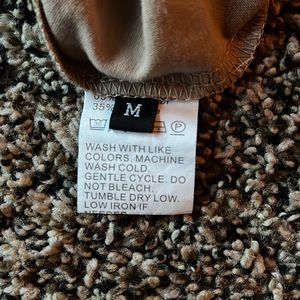 35%
M
WASH WITH LIKE
COLORS. MACHINE
WASH COLD.
GENTLE CYCLE. DO
NOT BLEACH.
TUMBLE DRY LOW.
LOW IRON IF